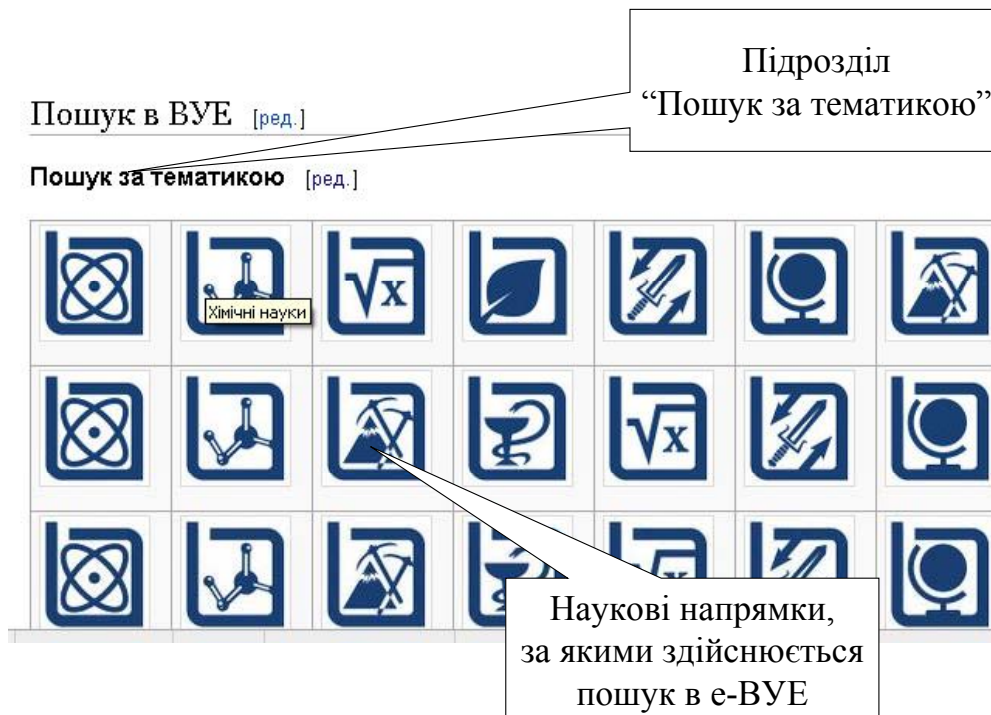 Підрозділ
“Пошук за тематикою”
Пошук в ВУЕ [ред.]
Пошук за тематикою [ред.]
√x
Хімічні науки
√x
√x
Наукові напрямки,
за якими здійснюється
пошук в е-ВУЕ